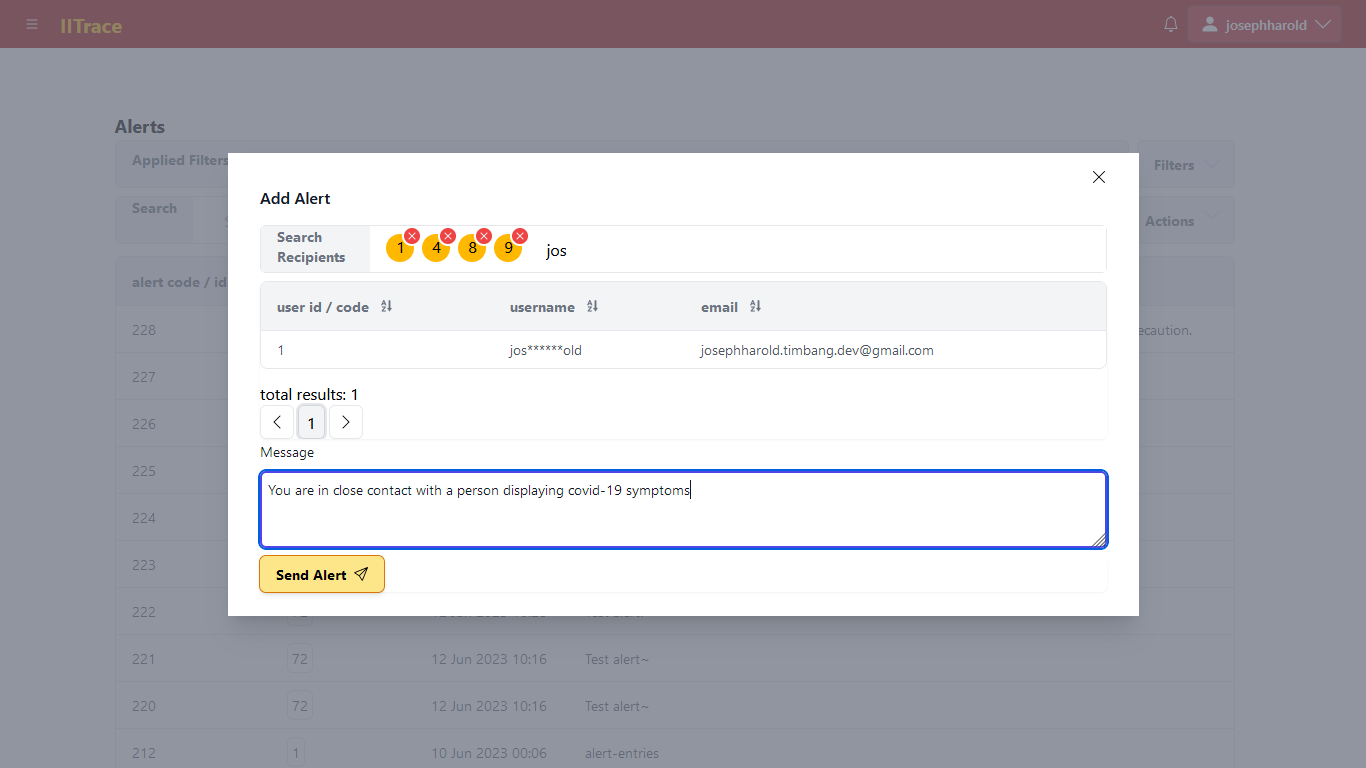 IITrace
josephharold
Alerts
Applied Filters
Filters
Search
Actions
alert code / id
228
ecaution.
227
226
225
224
223
222
221 72 12 Jun 2023 10:16 Test alert~
220 72 12 Jun 2023 10:16 Test alert~
212 1 10 Jun 2023 00:06 alert-entries
Add Alert
Search
Recipients
1 4 8 9 jos
user id / code username email
1 jos******old josephharold.timbang.dev@gmail.com
total results: 1
1
Message
You are in close contact with a person displaying covid-19 symptoms
Send Alert